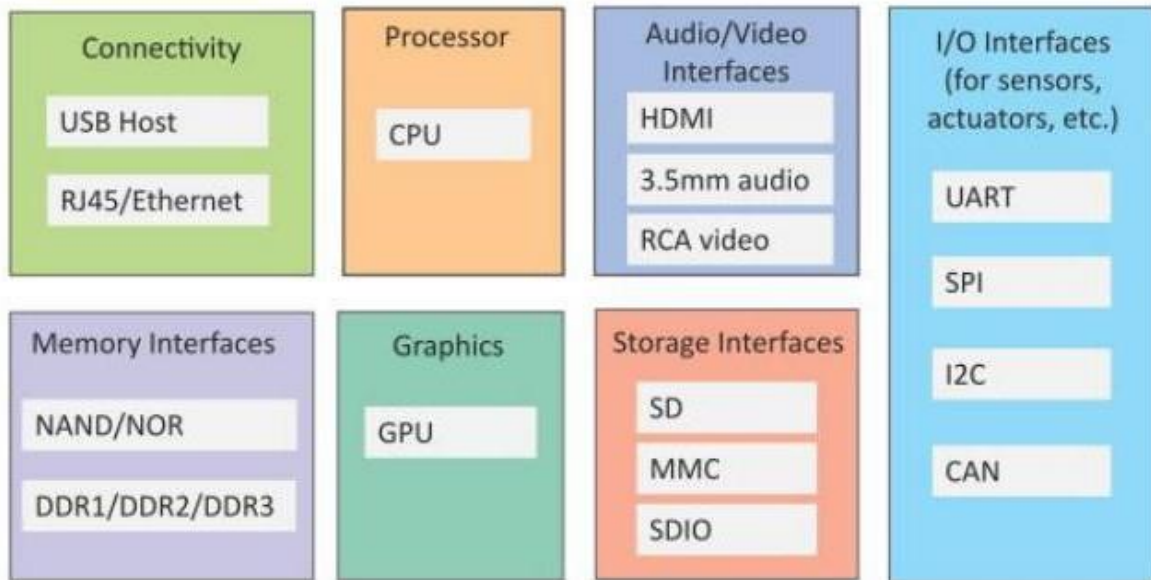 Connectivity
USB Host
RJ45/Ethernet
Processor
CPU
Audio/Video
Interfaces
HDMI
3.5mm audio
RCA video
I/O Interfaces
(for sensors,
actuators, etc.)
UART
SPI
I2C
CAN
Memory Interfaces
NAND/NOR
DDR1/DDR2/DDR3
Graphics
GPU
Storage Interfaces
SD
MMC
SDIO